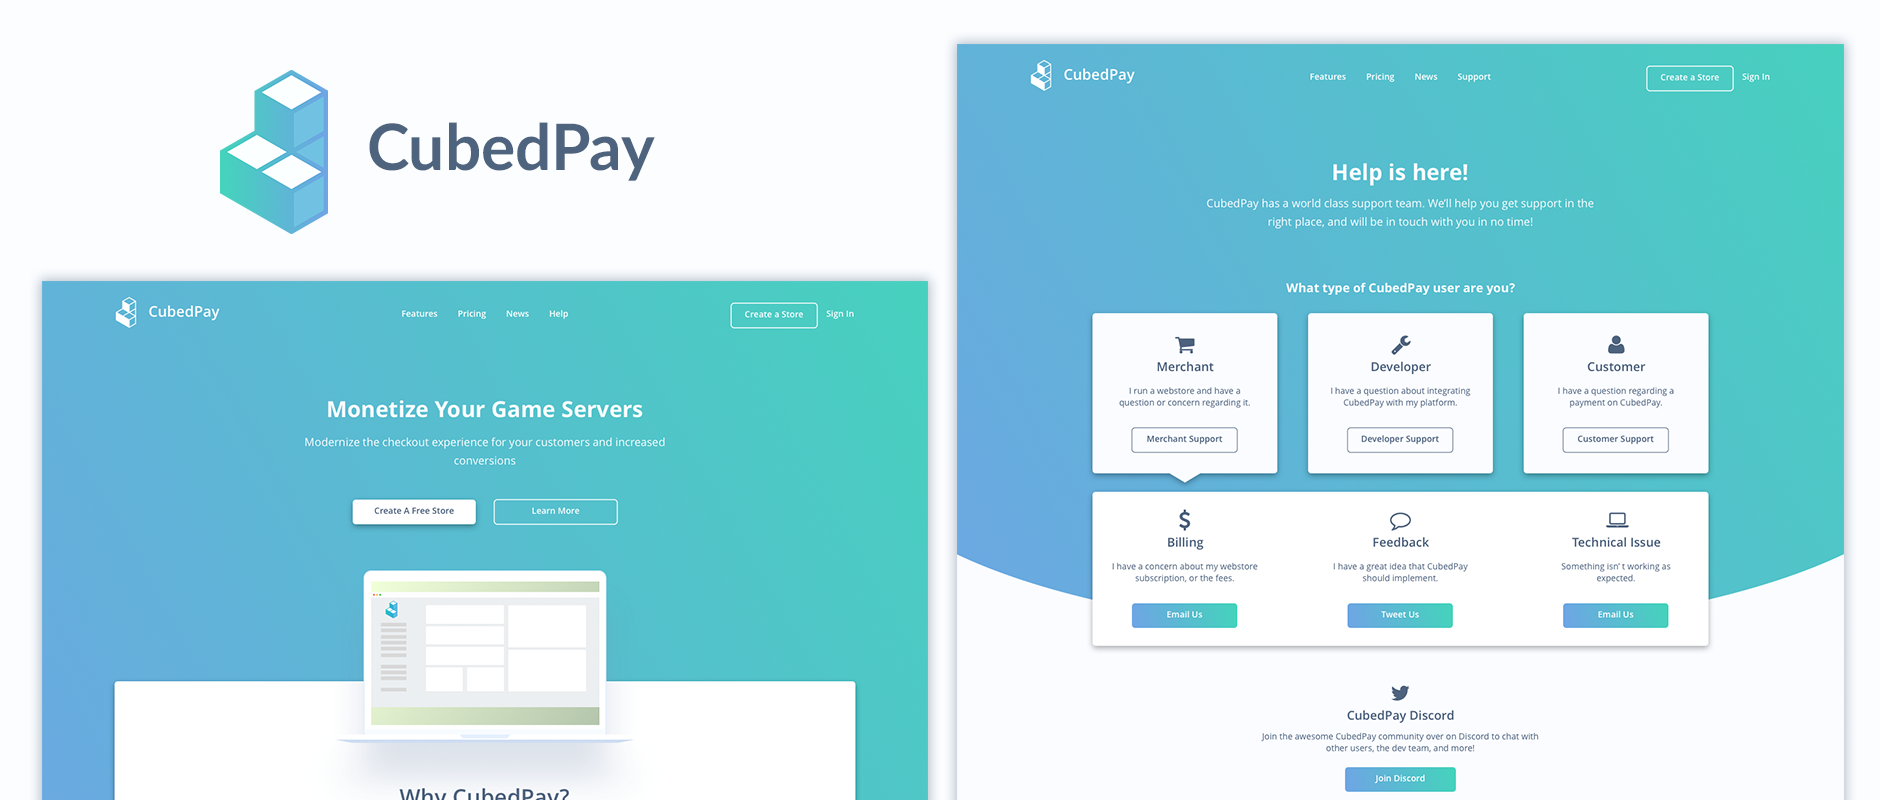 CubedPay
CubedPay
Features
Pricing
News
Help
Create a Store
Sign In
Monetize Your Game Servers
Modernize the checkout experience for your customers and increased
conversions
Create A Free Store
Learn More
Why CubedPay?
CubedPay
Features
Pricing
News
Support
Create a Store
Sign In
Help is here!
CubedPay has a world class support team. We'll help you get support in the
right place, and will be in touch with you in no time!
What type of CubedPay user are you?
Merchant
I run a webstore and have a
question or concern regarding it.
Merchant Support
Developer
I have a question about integrating
CubedPay with my platform.
Developer Support
Customer
I have a question regarding a
payment on CubedPay.
Customer Support
Billing
I have a concern about my webstore
subscription, or the fees.
Email Us
Feedback
I have a great idea that CubedPay
should implement.
Tweet Us
Technical Issue
Something isn't working as
expected.
Email Us
CubedPay Discord
Join the awesome CubedPay community over on Discord to chat with
other users, the dev team, and more!
Join Discord